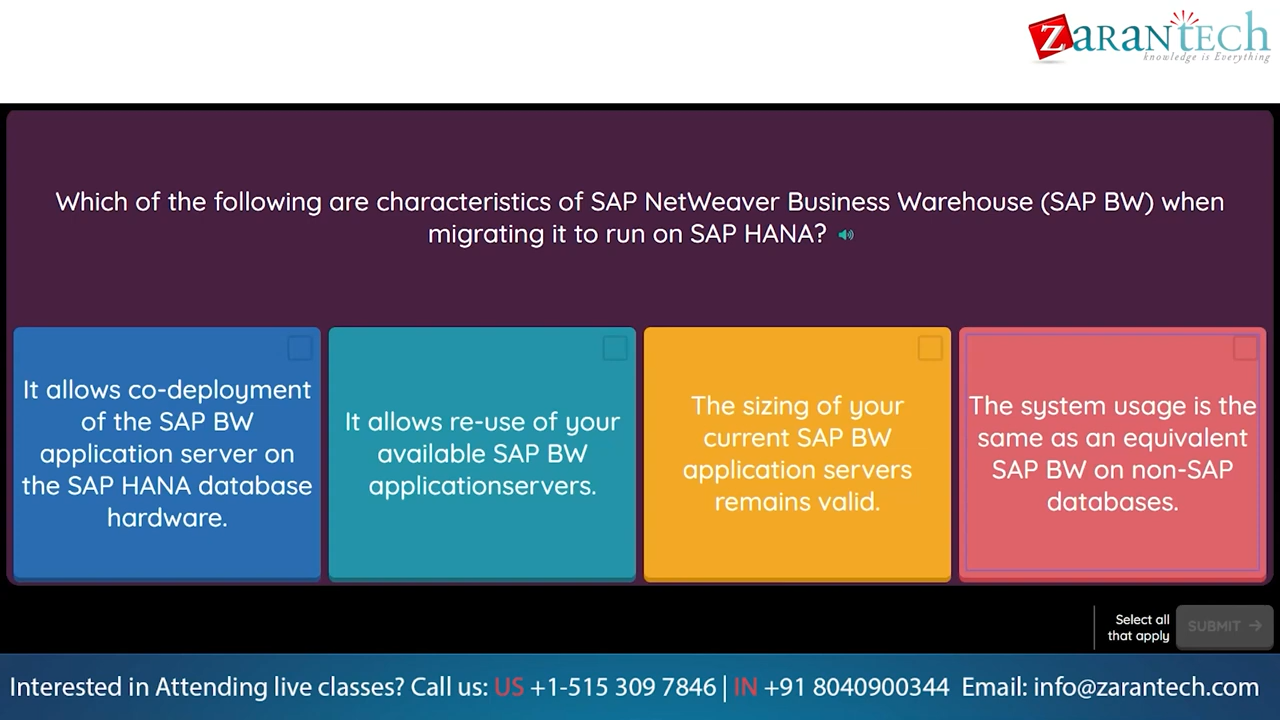 ZARANTECH
knowledge is Everything
Which of the following are characteristics of SAP NetWeaver Business Warehouse (SAP BW) when
migrating it to run on SAP HANA?
It allows co-deployment
of the SAP BW
application server on
the SAP HANA database
hardware.
It allows re-use of your
available SAP BW
applicationservers.
The sizing of your
current SAP BW
application servers
remains valid.
The system usage is the
same as an equivalent
SAP BW on non-SAP
databases.
Select all
that apply
SUBMIT →
Interested in Attending live classes? Call us: US +1-515 309 7846 | IN +91 8040900344 Email: info@zarantech.com